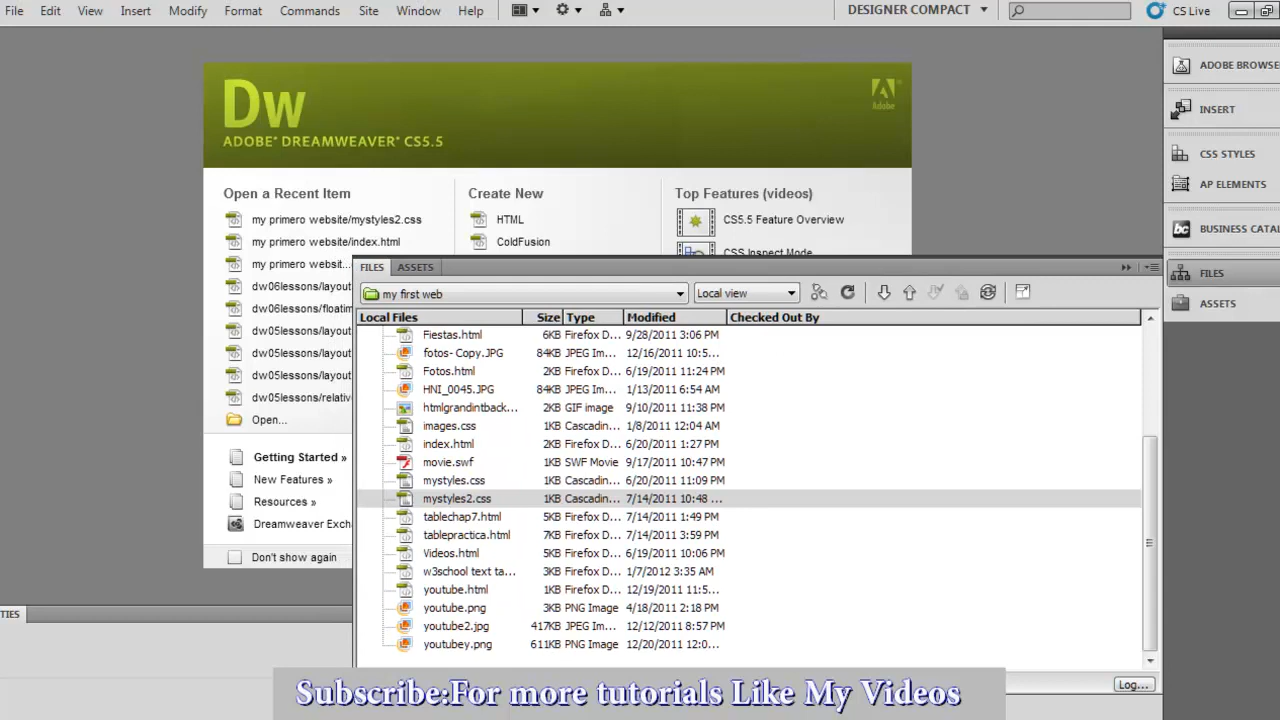 File Edit View Insert Modify Format Commands Site Window Help DESIGNER COMPACT CS Live
Dw
ADOBE® DREAMWEAVER® CS5.5
Adobe
Open a Recent Item
my primero website/mystyles2.css
my primero website/index.html
my primero websit...
dw06lessons/layout
dw06lessons/floatin
dw05lessons/layout
dw05lessons/layout
dw05lessons/layout
dw05lessons/relativ
Open...
Create New
HTML
ColdFusion
Top Features (videos)
CS5.5 Feature Overview
CSS Inspect Mode
Getting Started »
New Features »
Resources »
Dreamweaver Excha
Don't show again
TIES
FILES ASSETS
my first web Local view
Local Files Size Type Modified Checked Out By
Fiestas.html 6KB Firefox D... 9/28/2011 3:06 PM
fotos- Copy.JPG 84KB JPEG Im... 12/16/2011 10:5...
Fotos.html 2KB Firefox D... 6/19/2011 11:24 PM
HNI_0045.JPG 84KB JPEG Im... 1/13/2011 6:54 AM
htmlgrandintback... 2KB GIF image 9/10/2011 11:38 PM
images.css 1KB Cascadin... 1/8/2011 12:04 AM
index.html 2KB Firefox D... 6/20/2011 1:27 PM
movie.swf 1KB SWF Movie 9/17/2011 10:47 PM
mystyles.css 1KB Cascadin... 6/20/2011 11:09 PM
mystyles2.css 1KB Cascadin... 7/14/2011 10:48 ...
tablechap7.html 5KB Firefox D... 7/14/2011 1:49 PM
tablepractica.html 4KB Firefox D... 7/14/2011 3:59 PM
Videos.html 5KB Firefox D... 6/19/2011 10:06 PM
w3school text ta... 3KB Firefox D... 1/7/2012 3:35 AM
youtube.html 1KB Firefox D... 12/19/2011 11:5...
youtube.png 3KB PNG Image 4/18/2011 2:18 PM
youtube2.jpg 417KB JPEG Im... 12/12/2011 8:57 PM
youtubey.png 611KB PNG Image 12/20/2011 12:0...
Log...
ADOBE BROWSE
INSERT
CSS STYLES
AP ELEMENTS
BUSINESS CATAL
FILES
ASSETS
Subscribe:For more tutorials Like My Videos